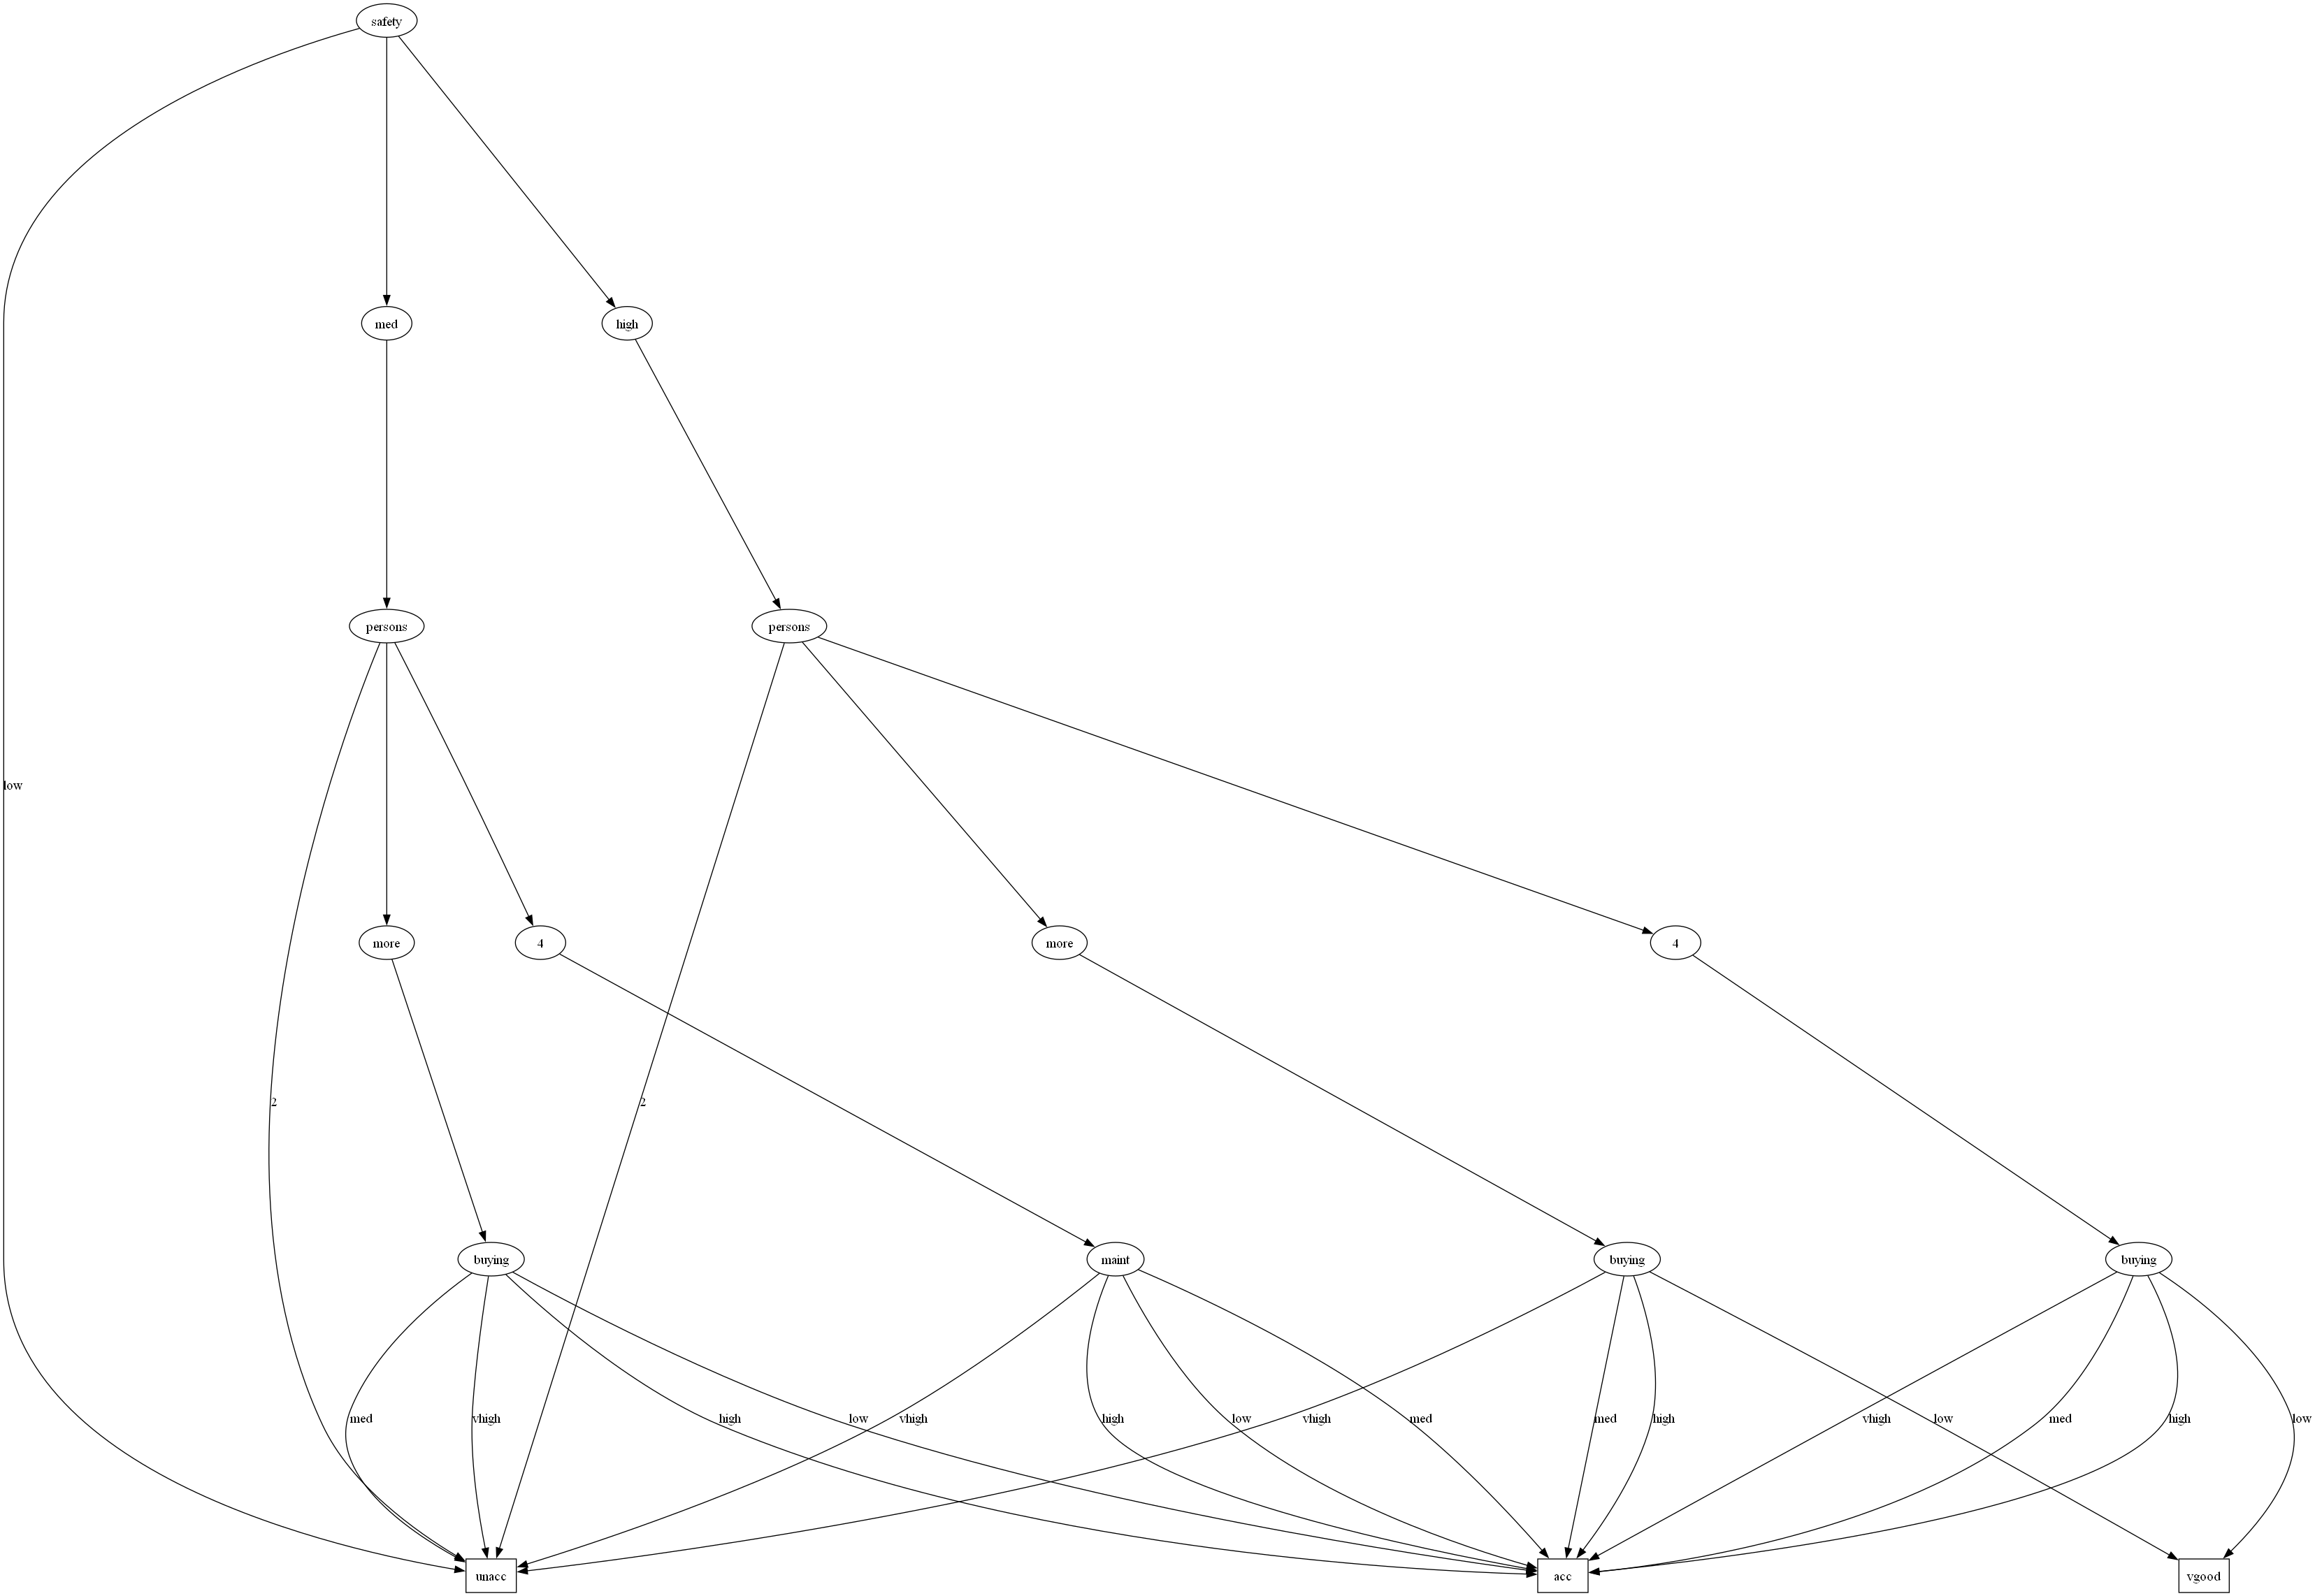 safety
med
high
persons
persons
low
more
4
more
4
2
2
buying
maint
buying
buying
med
vhigh
high
low
vhigh
high
low
med
vhigh
med
high
low
vhigh
med
high
low
unacc
acc
vgood